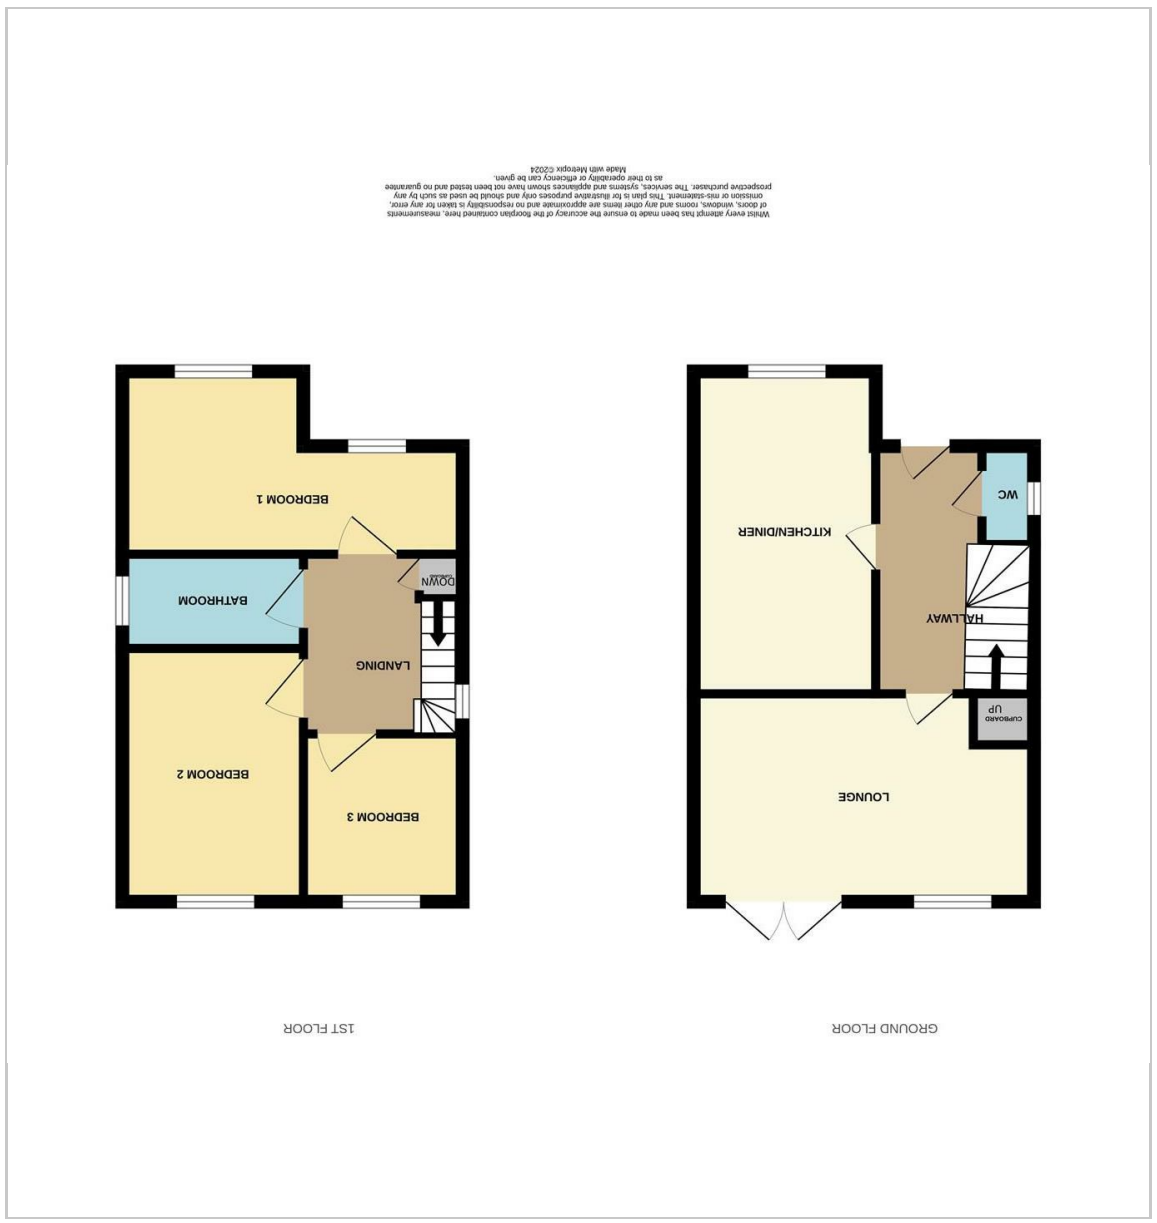 GROUND FLOOR
1ST FLOOR
LOUNGE
CUPBOARD
UP
HALLWAY
KITCHEN/DINER
WC
BEDROOM 3
BEDROOM 2
LANDING
BATHROOM
DOWN
CUPBOARD
BEDROOM 1
Whilst every attempt has been made to ensure the accuracy of the floorplan contained here, measurements
of doors, windows, rooms and any other items are approximate and no responsibility is taken for any error,
omission or mis-statement. This plan is for illustrative purposes only and should be used as such by any
prospective purchaser. The services, systems and appliances shown have not been tested and no guarantee
as to their operability or efficiency can be given.
Made with Metropix ©2024